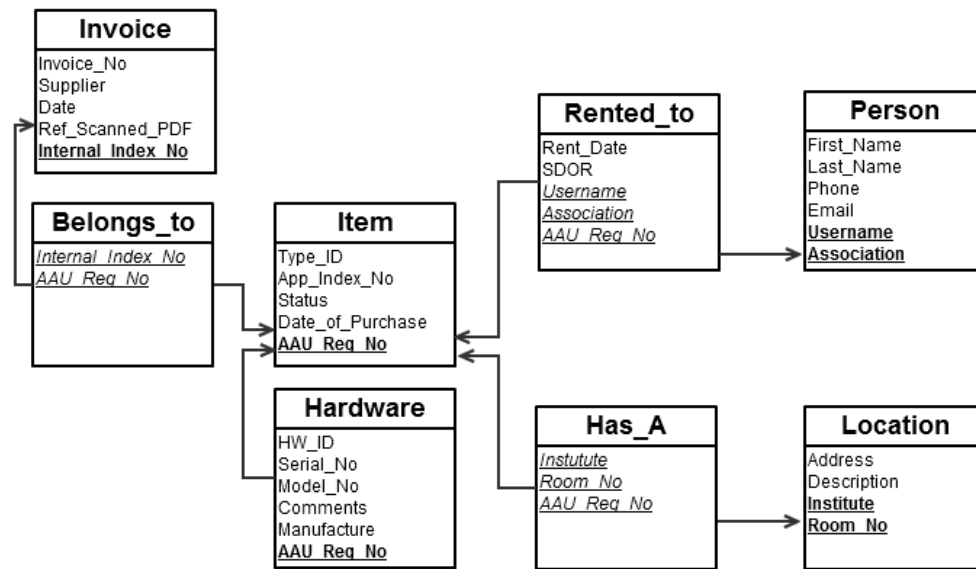 Invoice
Invoice_No
Supplier
Date
Ref_Scanned_PDF
Internal_Index_No
Belongs_to
Internal_Index_No
AAU_Reg_No
Item
Type_ID
App_Index_No
Status
Date_of_Purchase
AAU_Reg_No
Hardware
HW_ID
Serial_No
Model_No
Comments
Manufacture
AAU_Reg_No
Rented_to
Rent_Date
SDOR
Username
Association
AAU_Reg_No
Person
First_Name
Last_Name
Phone
Email
Username
Association
Has_A
Instutute
Room_No
AAU_Reg_No
Location
Address
Description
Institute
Room_No